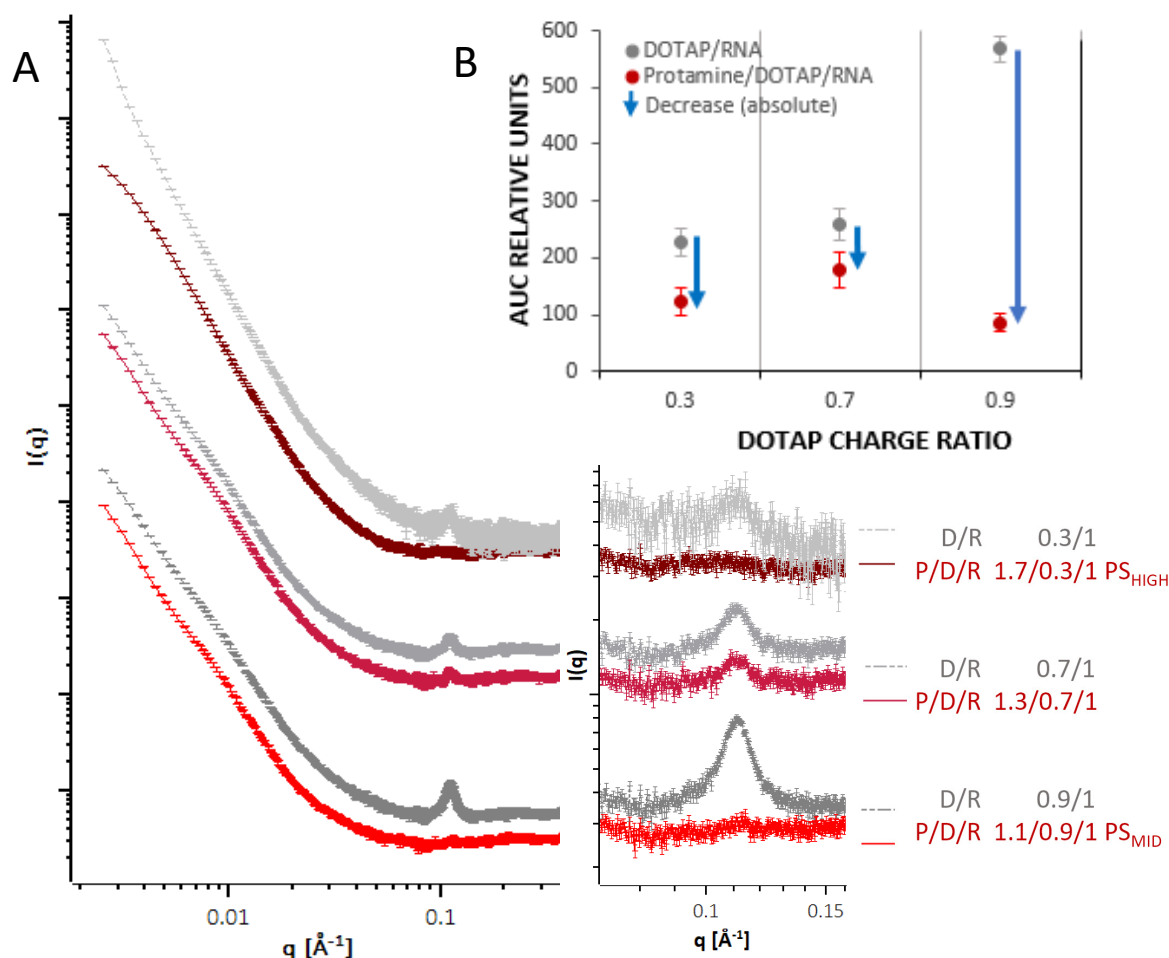 A
I(q)
0.01
0.1
q [Å⁻¹]
B
AUC RELATIVE UNITS
600
500
400
300
200
100
0
DOTAP/RNA
Protamine/DOTAP/RNA
Decrease (absolute)
0.3
0.7
0.9
DOTAP CHARGE RATIO
I(q)
0.1
0.15
q [Å⁻¹]
D/R 0.3/1
P/D/R 1.7/0.3/1 PS_HIGH
D/R 0.7/1
P/D/R 1.3/0.7/1
D/R 0.9/1
P/D/R 1.1/0.9/1 PS_MID